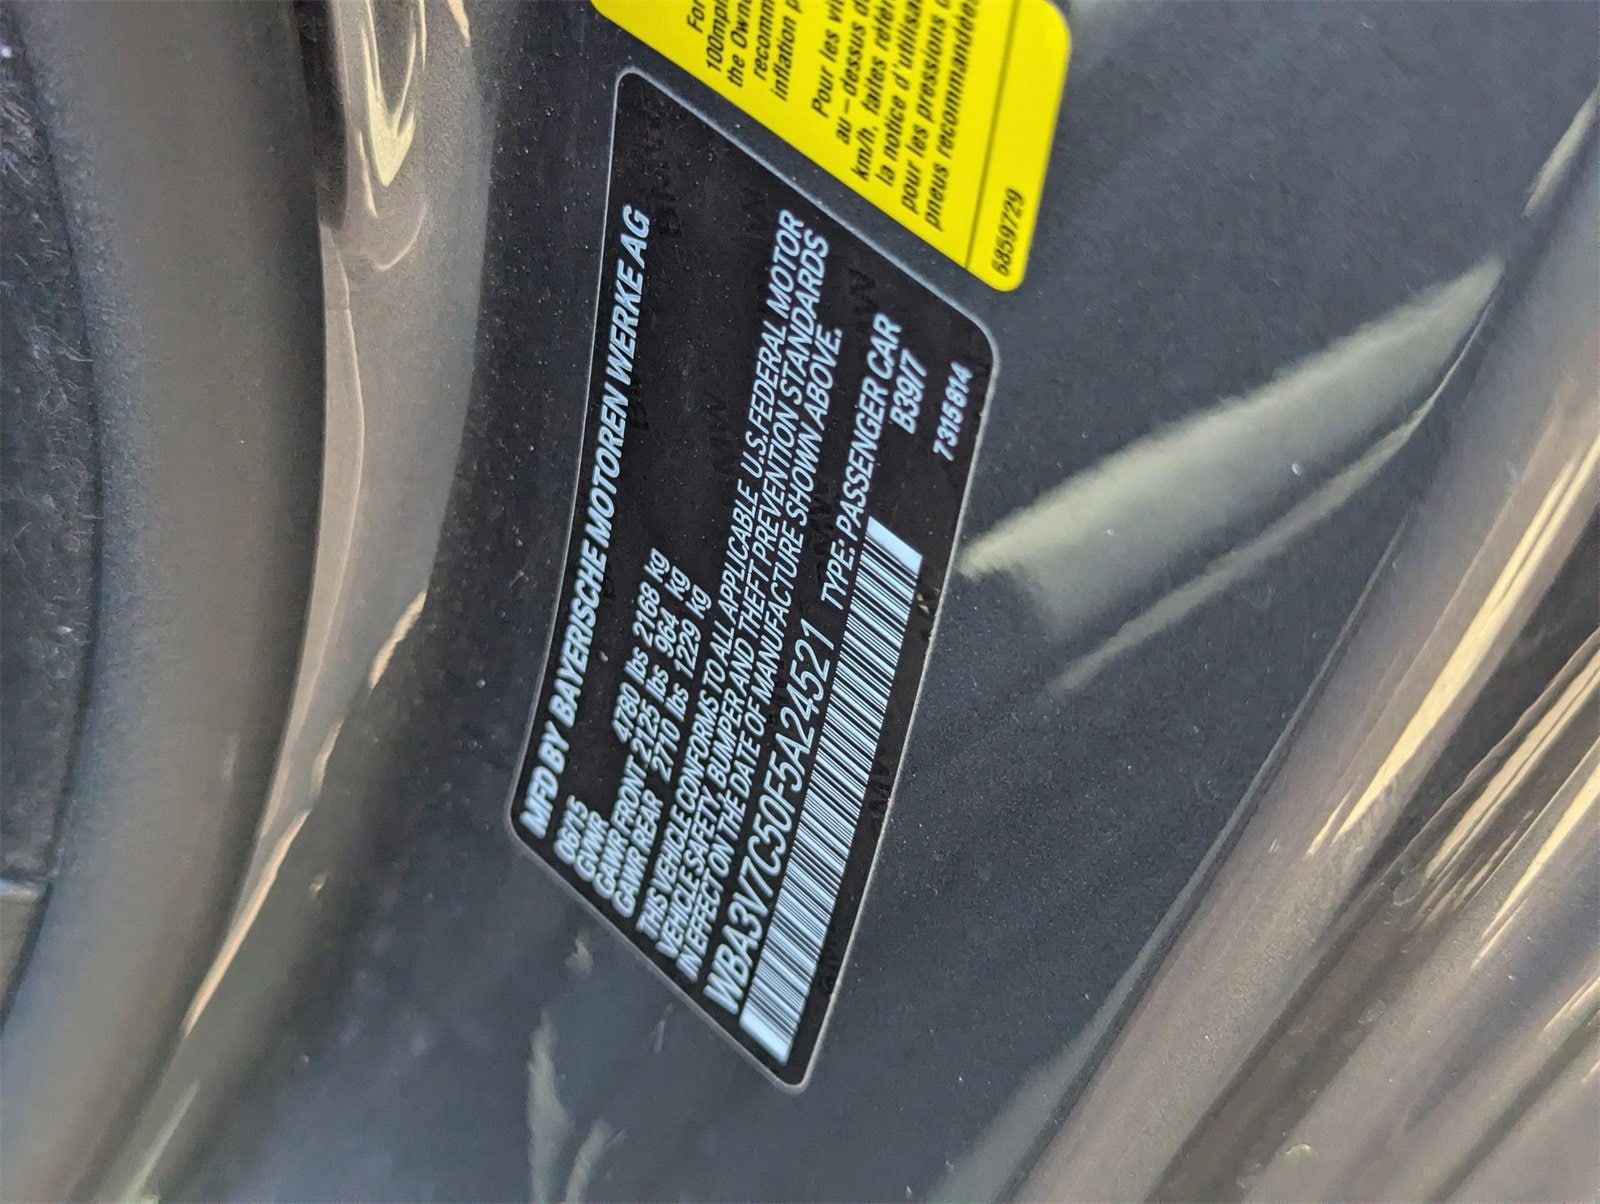 For
100mph
the Owne
recomm
inflation p
Pour les vit
au-dessus d
km/h, faites réfé
la notice d'utilisa
pour les pressions d
pneus recommandées
6859729
MFD BY BAYERISCHE MOTOREN WERKE AG
06/15
GVWR 4780 lbs 2168 kg
GAWR FRONT 2125 lbs 964 kg
GAWR REAR 2710 lbs 1229 kg
THIS VEHICLE CONFORMS TO ALL APPLICABLE U.S.FEDERAL MOTOR
VEHICLE SAFETY, BUMPER AND THEFT PREVENTION STANDARDS
IN EFFECT ON THE DATE OF MANUFACTURE SHOWN ABOVE.
WBA3V7C50F5A24521 TYPE: PASSENGER CAR
B39/7
7 315 814